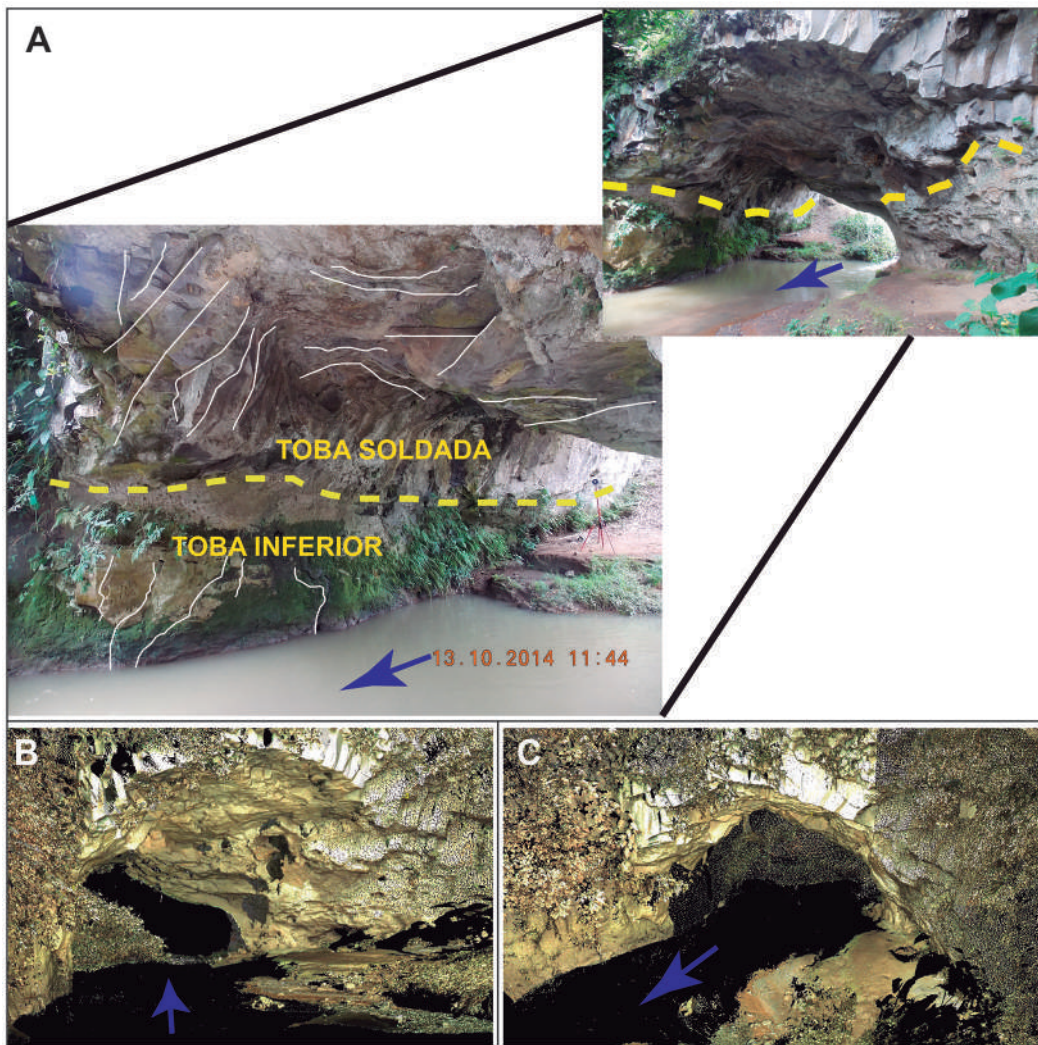 A
TOBA SOLDADA
TOBA INFERIOR
13.10.2014 11:44
B
C